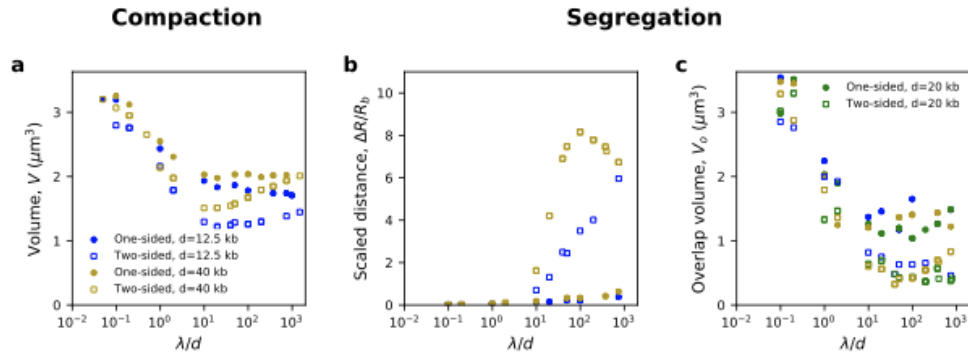 Compaction
Segregation
a
b
c
Volume, V (μm³)
3
2
1
0
One-sided, d=12.5 kb
Two-sided, d=12.5 kb
One-sided, d=40 kb
Two-sided, d=40 kb
10⁻² 10⁻¹ 10⁰ 10¹ 10² 10³
λ/d
Scaled distance, ΔR/R_b
10
8
6
4
2
0
10⁻² 10⁻¹ 10⁰ 10¹ 10² 10³
λ/d
Overlap volume, Vₒ (μm³)
3
2
1
0
One-sided, d=20 kb
Two-sided, d=20 kb
10⁻² 10⁻¹ 10⁰ 10¹ 10² 10³
λ/d